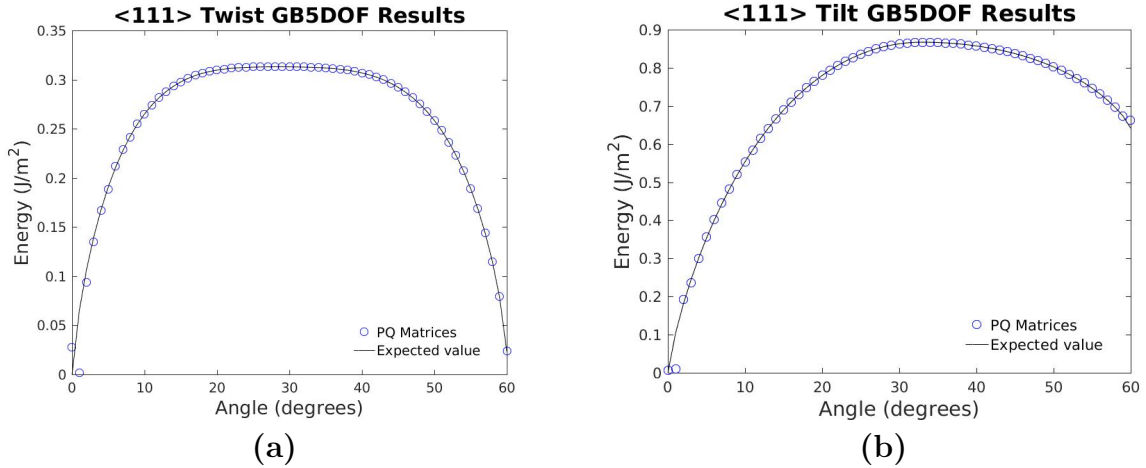 <111> Twist GB5DOF Results
0.35
0.3
0.25
0.2
0.15
0.1
0.05
0
Energy (J/m²)
0 10 20 30 40 50 60
Angle (degrees)
PQ Matrices
Expected value
(a)
<111> Tilt GB5DOF Results
0.9
0.8
0.7
0.6
0.5
0.4
0.3
0.2
0.1
0
Energy (J/m²)
0 10 20 30 40 50 60
Angle (degrees)
PQ Matrices
Expected value
(b)